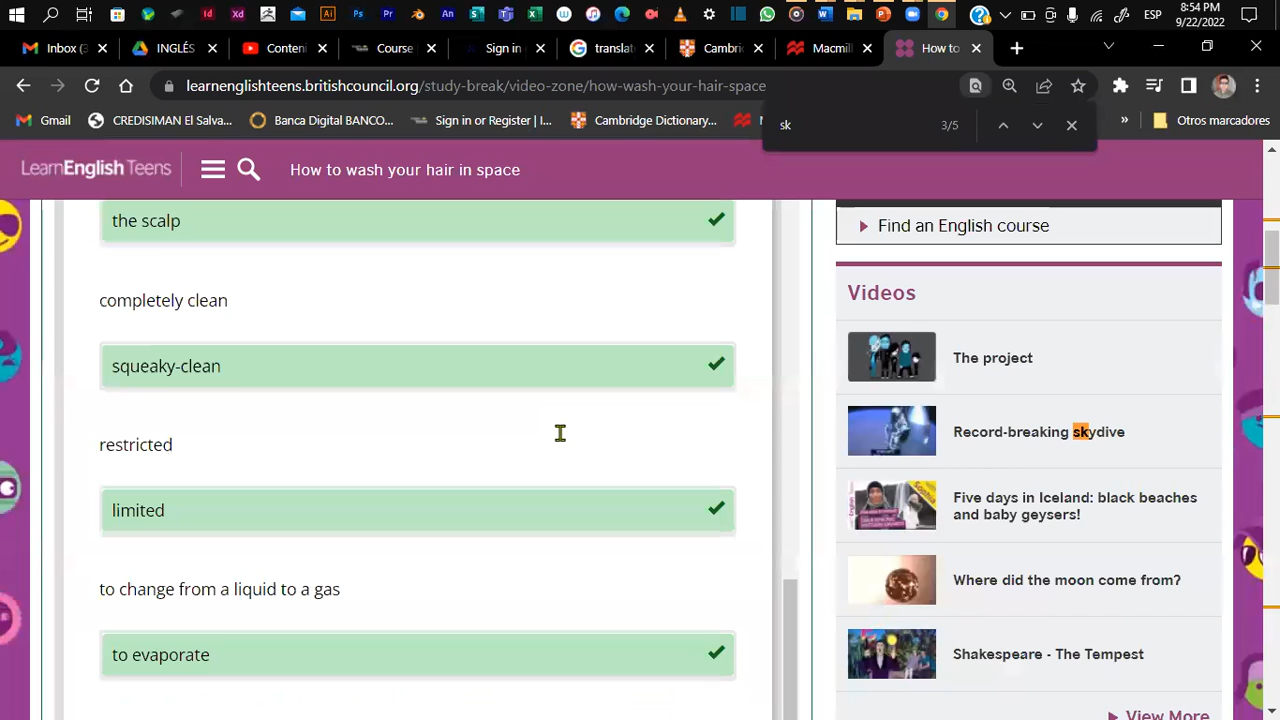 8:54 PM
ESP
9/22/2022
Inbox (3
INGLÉS
Conten
Course
Sign in
translat
Cambri
Macmill
How to
learnenglishteens.britishcouncil.org/study-break/video-zone/how-wash-your-hair-space
Gmail
CREDISIMAN El Salva...
Banca Digital BANCO...
Sign in or Register | I...
Cambridge Dictionar...
Otros marcadores
sk
3/5
LearnEnglish Teens
How to wash your hair in space
the scalp
completely clean
squeaky-clean
restricted
limited
to change from a liquid to a gas
to evaporate
Find an English course
Videos
The project
Record-breaking skydive
Five days in Iceland: black beaches
and baby geysers!
Where did the moon come from?
Shakespeare - The Tempest
View More